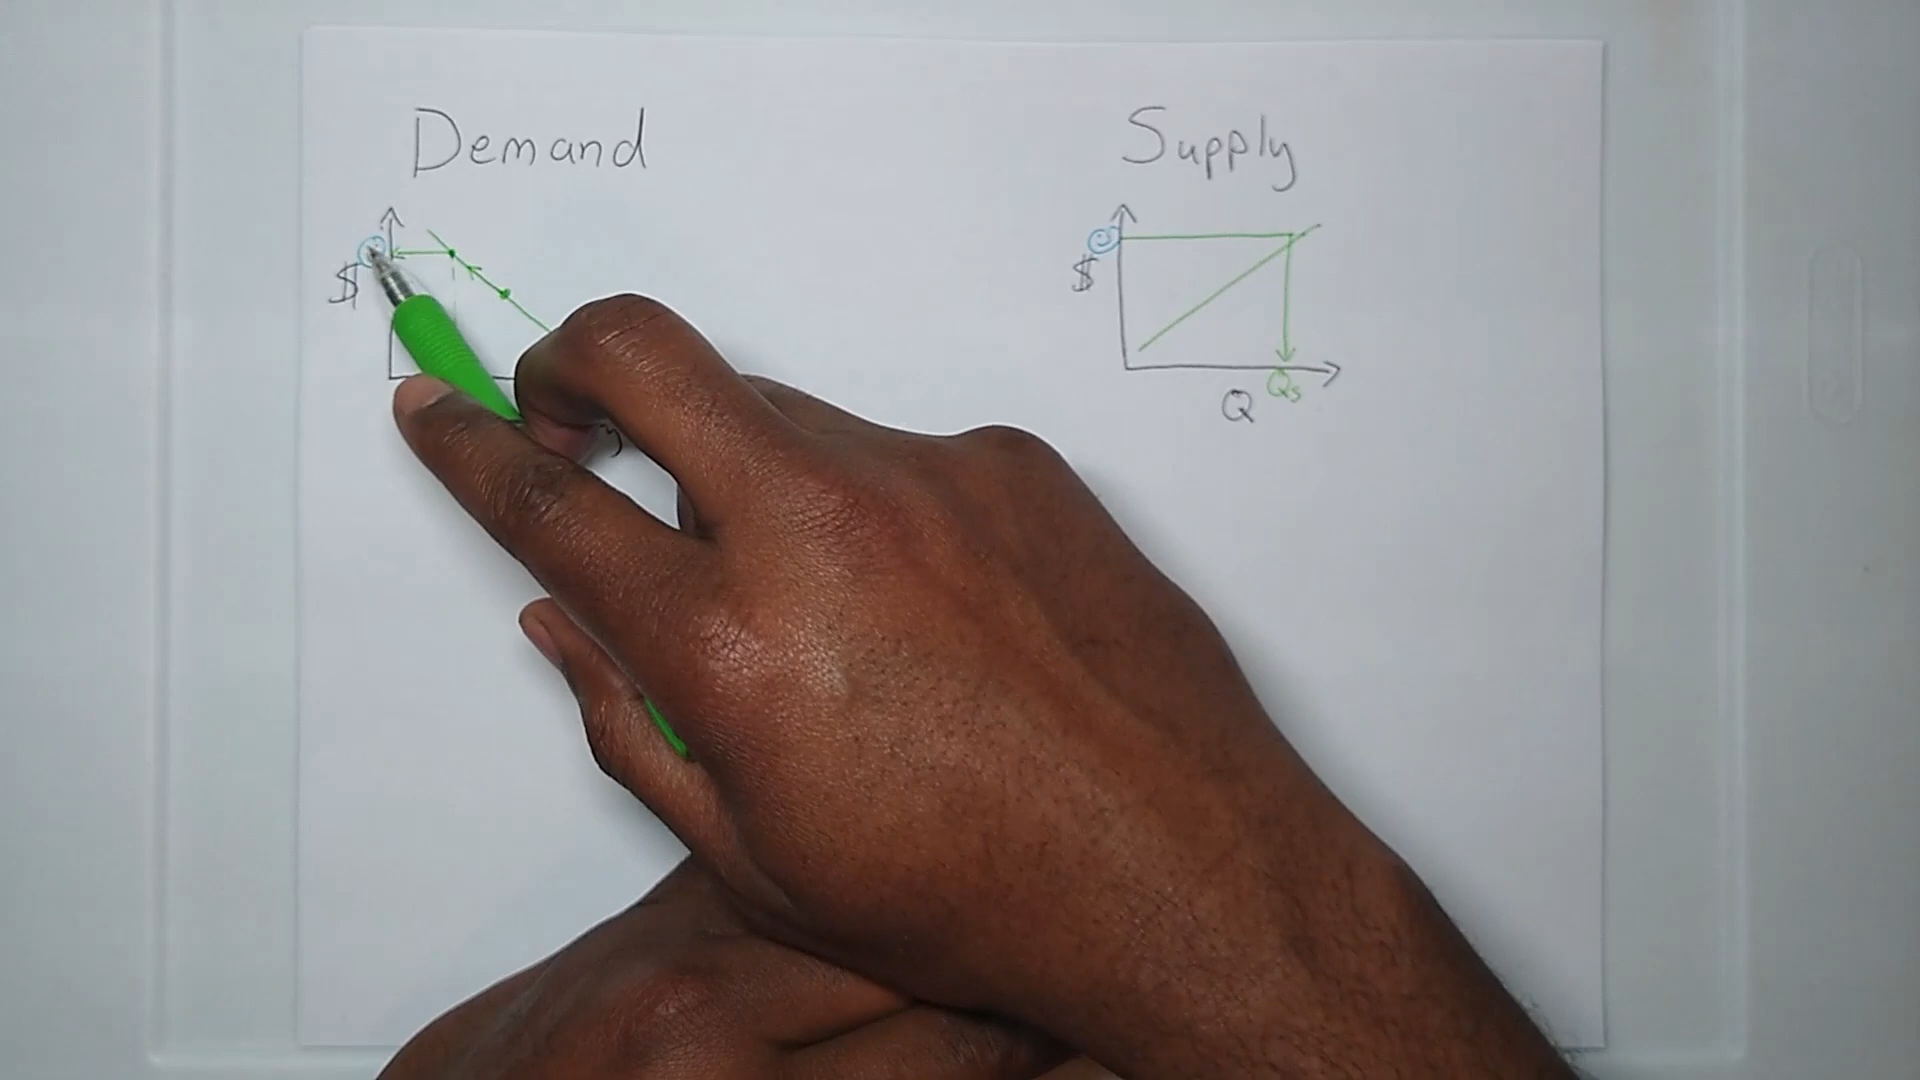 Demand
Supply
$
$
Qs
Q